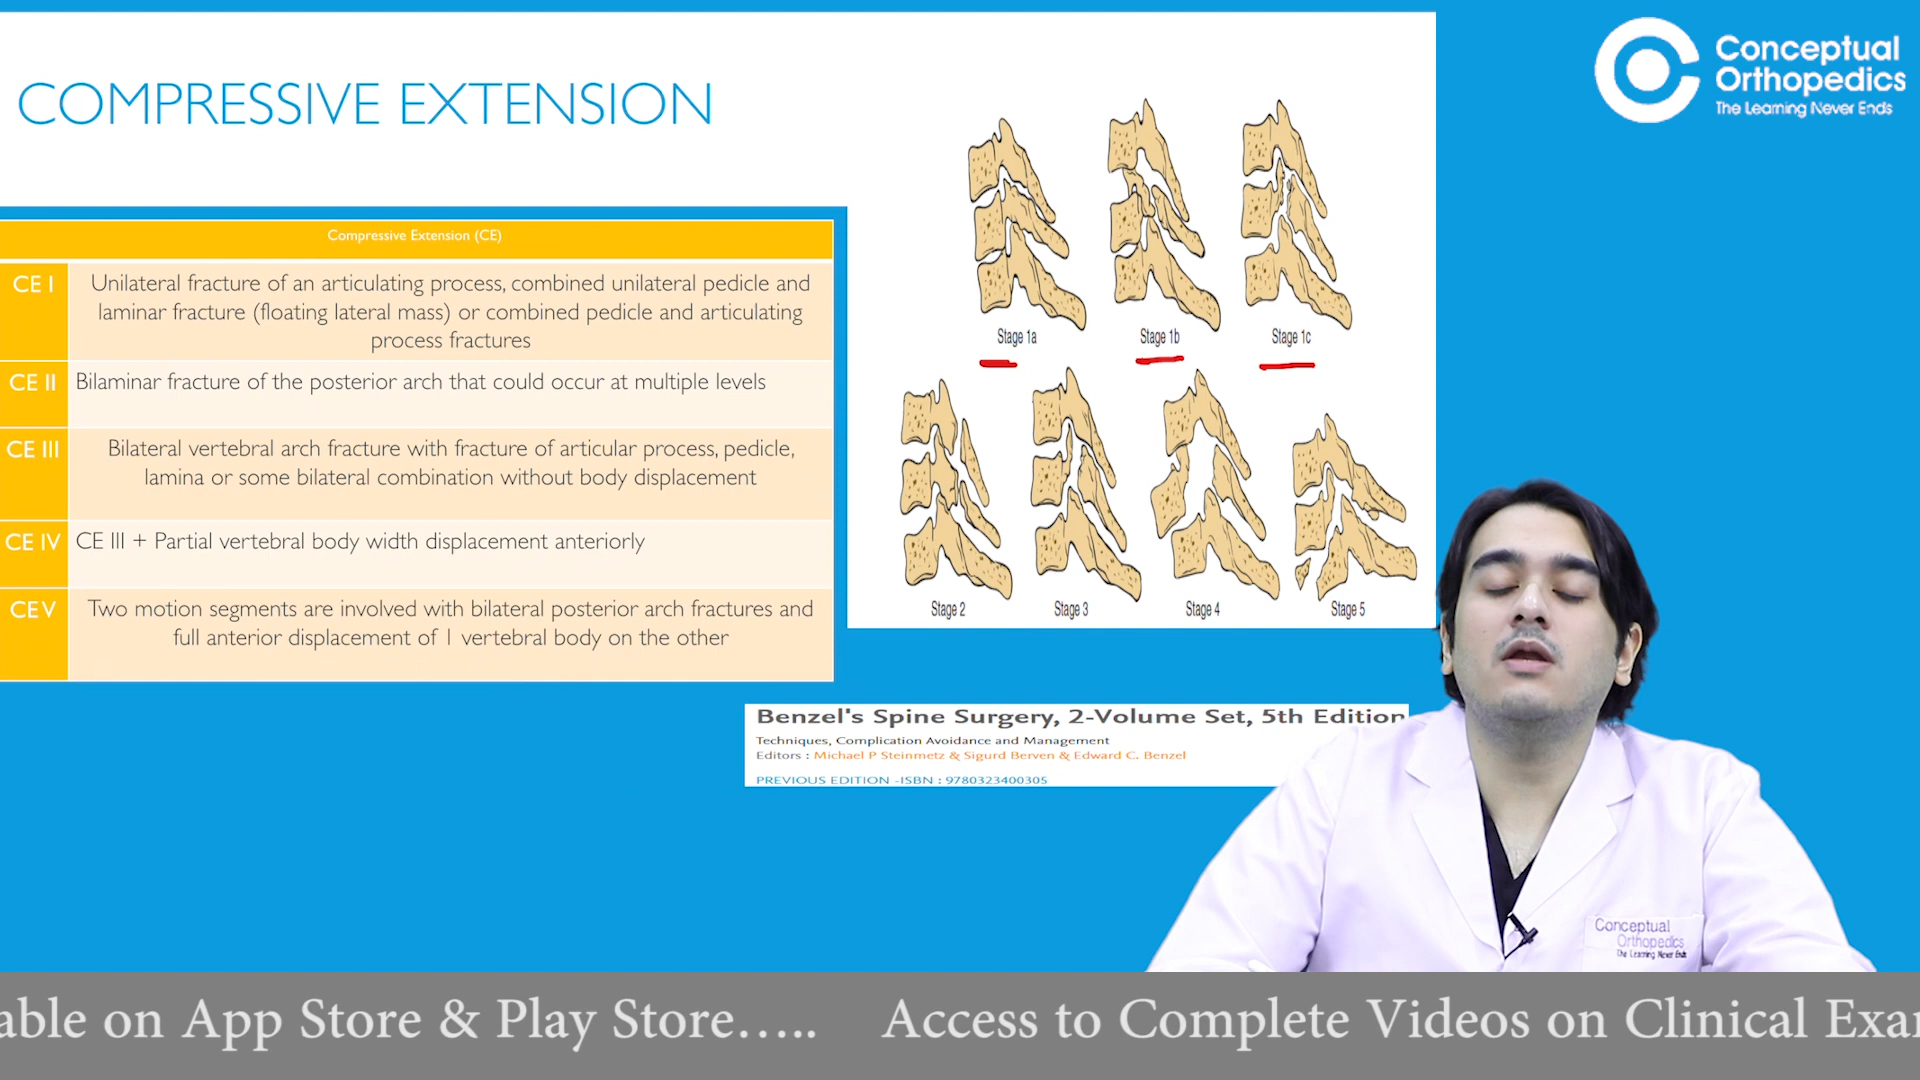 COMPRESSIVE EXTENSION
Conceptual
Orthopedics
The Learning Never Ends
Compressive Extension (CE)
CE I
Unilateral fracture of an articulating process, combined unilateral pedicle and
laminar fracture (floating lateral mass) or combined pedicle and articulating
process fractures
CE II
Bilaminar fracture of the posterior arch that could occur at multiple levels
CE III
Bilateral vertebral arch fracture with fracture of articular process, pedicle,
lamina or some bilateral combination without body displacement
CE IV
CE III + Partial vertebral body width displacement anteriorly
CE V
Two motion segments are involved with bilateral posterior arch fractures and
full anterior displacement of 1 vertebral body on the other
Stage 1a
Stage 1b
Stage 1c
Stage 2
Stage 3
Stage 4
Stage 5
Benzel's Spine Surgery, 2-Volume Set, 5th Edition
Techniques, Complication Avoidance and Management
Editors : Michael P Steinmetz & Sigurd Berven & Edward C. Benzel
PREVIOUS EDITION -ISBN : 9780323400305
Conceptual
Orthopedics
The Learning Never Ends
able on App Store & Play Store..... Access to Complete Videos on Clinical Exa